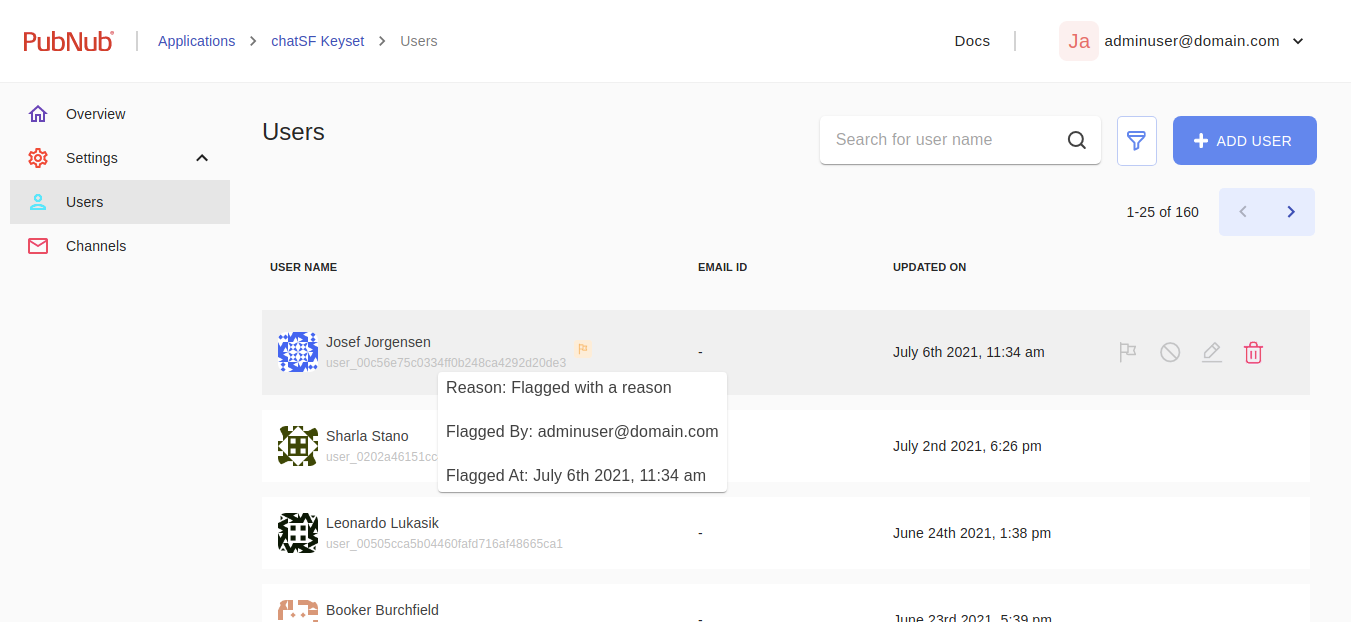 PubNub
Applications > chatSF Keyset > Users
Docs
Ja adminuser@domain.com
Overview
Settings
Users
Channels
Users
Search for user name
ADD USER
1-25 of 160
USER NAME EMAIL ID UPDATED ON
Josef Jorgensen
user_00c56e75c0334ff0b248ca4292d20de3
- July 6th 2021, 11:34 am
Reason: Flagged with a reason
Flagged By: adminuser@domain.com
Flagged At: July 6th 2021, 11:34 am
Sharla Stano
user_0202a46151cc
July 2nd 2021, 6:26 pm
Leonardo Lukasik
user_00505cca5b04460fafd716af48665ca1
- June 24th 2021, 1:38 pm
Booker Burchfield
- June 23rd 2021, 5:39 pm